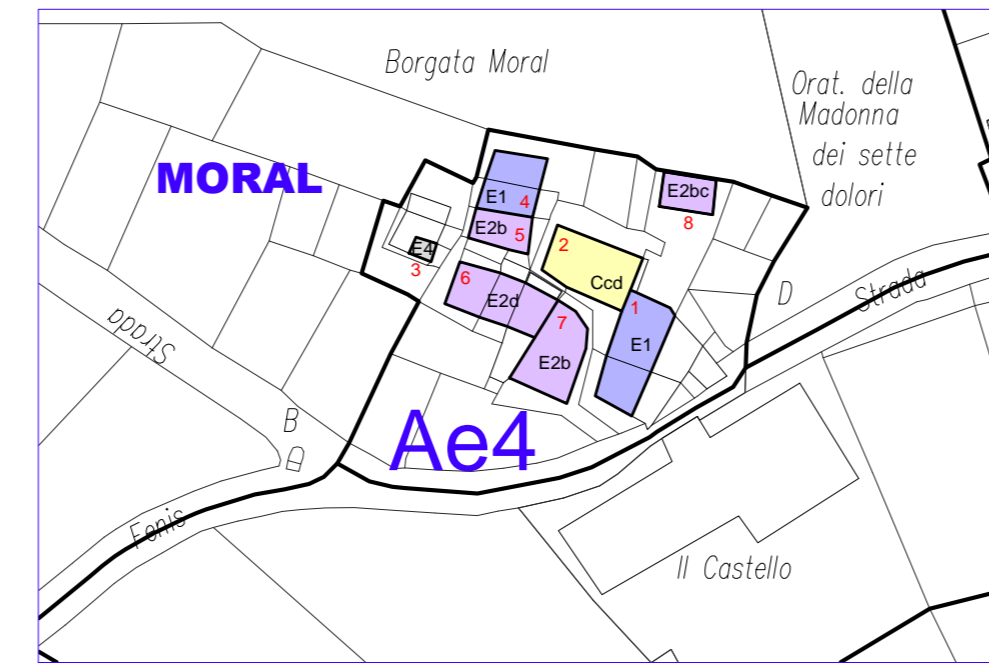 Borgata Moral
Orat. della
Madonna
dei sette
dolori
MORAL
E1
4
E2b
5
E2bc
8
E4
3
2
Ccd
6
E2d
7
E2b
1
E1
D
Strada
Strada
B
Ae4
Fonis
Il Castello